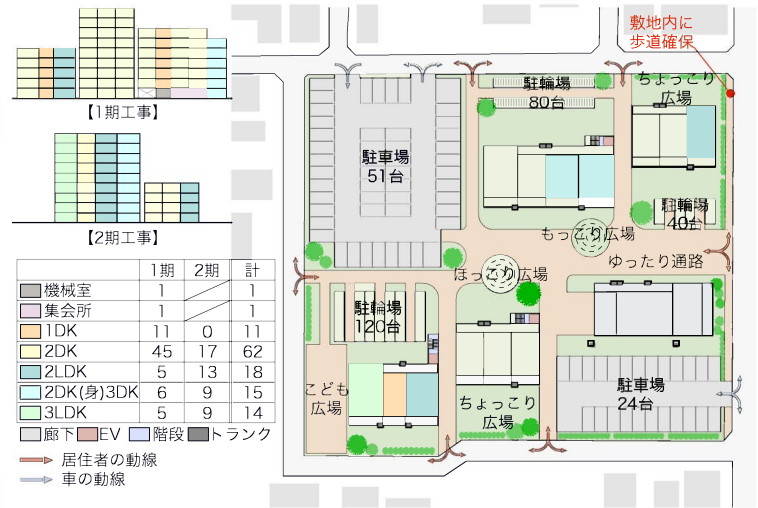 【1期工事】
【2期工事】
1期 2期 計
機械室 1 1
集会所 1 1
1DK 11 0 11
2DK 45 17 62
2LDK 5 13 18
2DK(身)3DK 6 9 15
3LDK 5 9 14
廊下 EV 階段 トランク
居住者の動線
車の動線
敷地内に
歩道確保
駐輪場
80台
ちょっこり
広場
駐車場
51台
駐輪場
40台
もっこり広場
ゆったり通路
ほっこり広場
駐輪場
120台
こども
広場
ちょっこり
広場
駐車場
24台